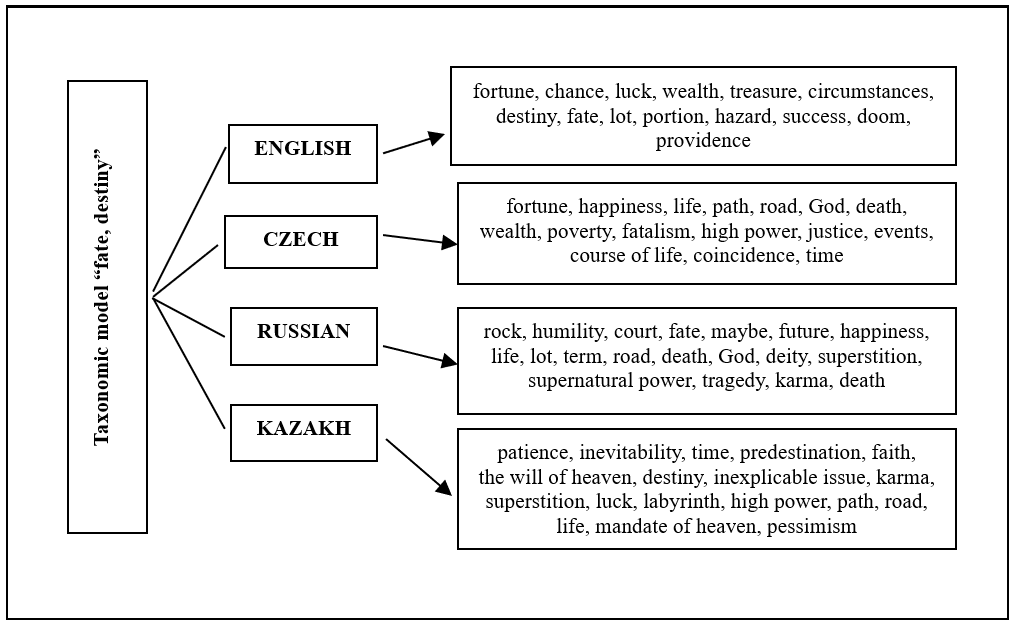 Taxonomic model “fate, destiny”
ENGLISH
fortune, chance, luck, wealth, treasure, circumstances,
destiny, fate, lot, portion, hazard, success, doom,
providence
CZECH
fortune, happiness, life, path, road, God, death,
wealth, poverty, fatalism, high power, justice, events,
course of life, coincidence, time
RUSSIAN
rock, humility, court, fate, maybe, future, happiness,
life, lot, term, road, death, God, deity, superstition,
supernatural power, tragedy, karma, death
KAZAKH
patience, inevitability, time, predestination, faith,
the will of heaven, destiny, inexplicable issue, karma,
superstition, luck, labyrinth, high power, path, road,
life, mandate of heaven, pessimism